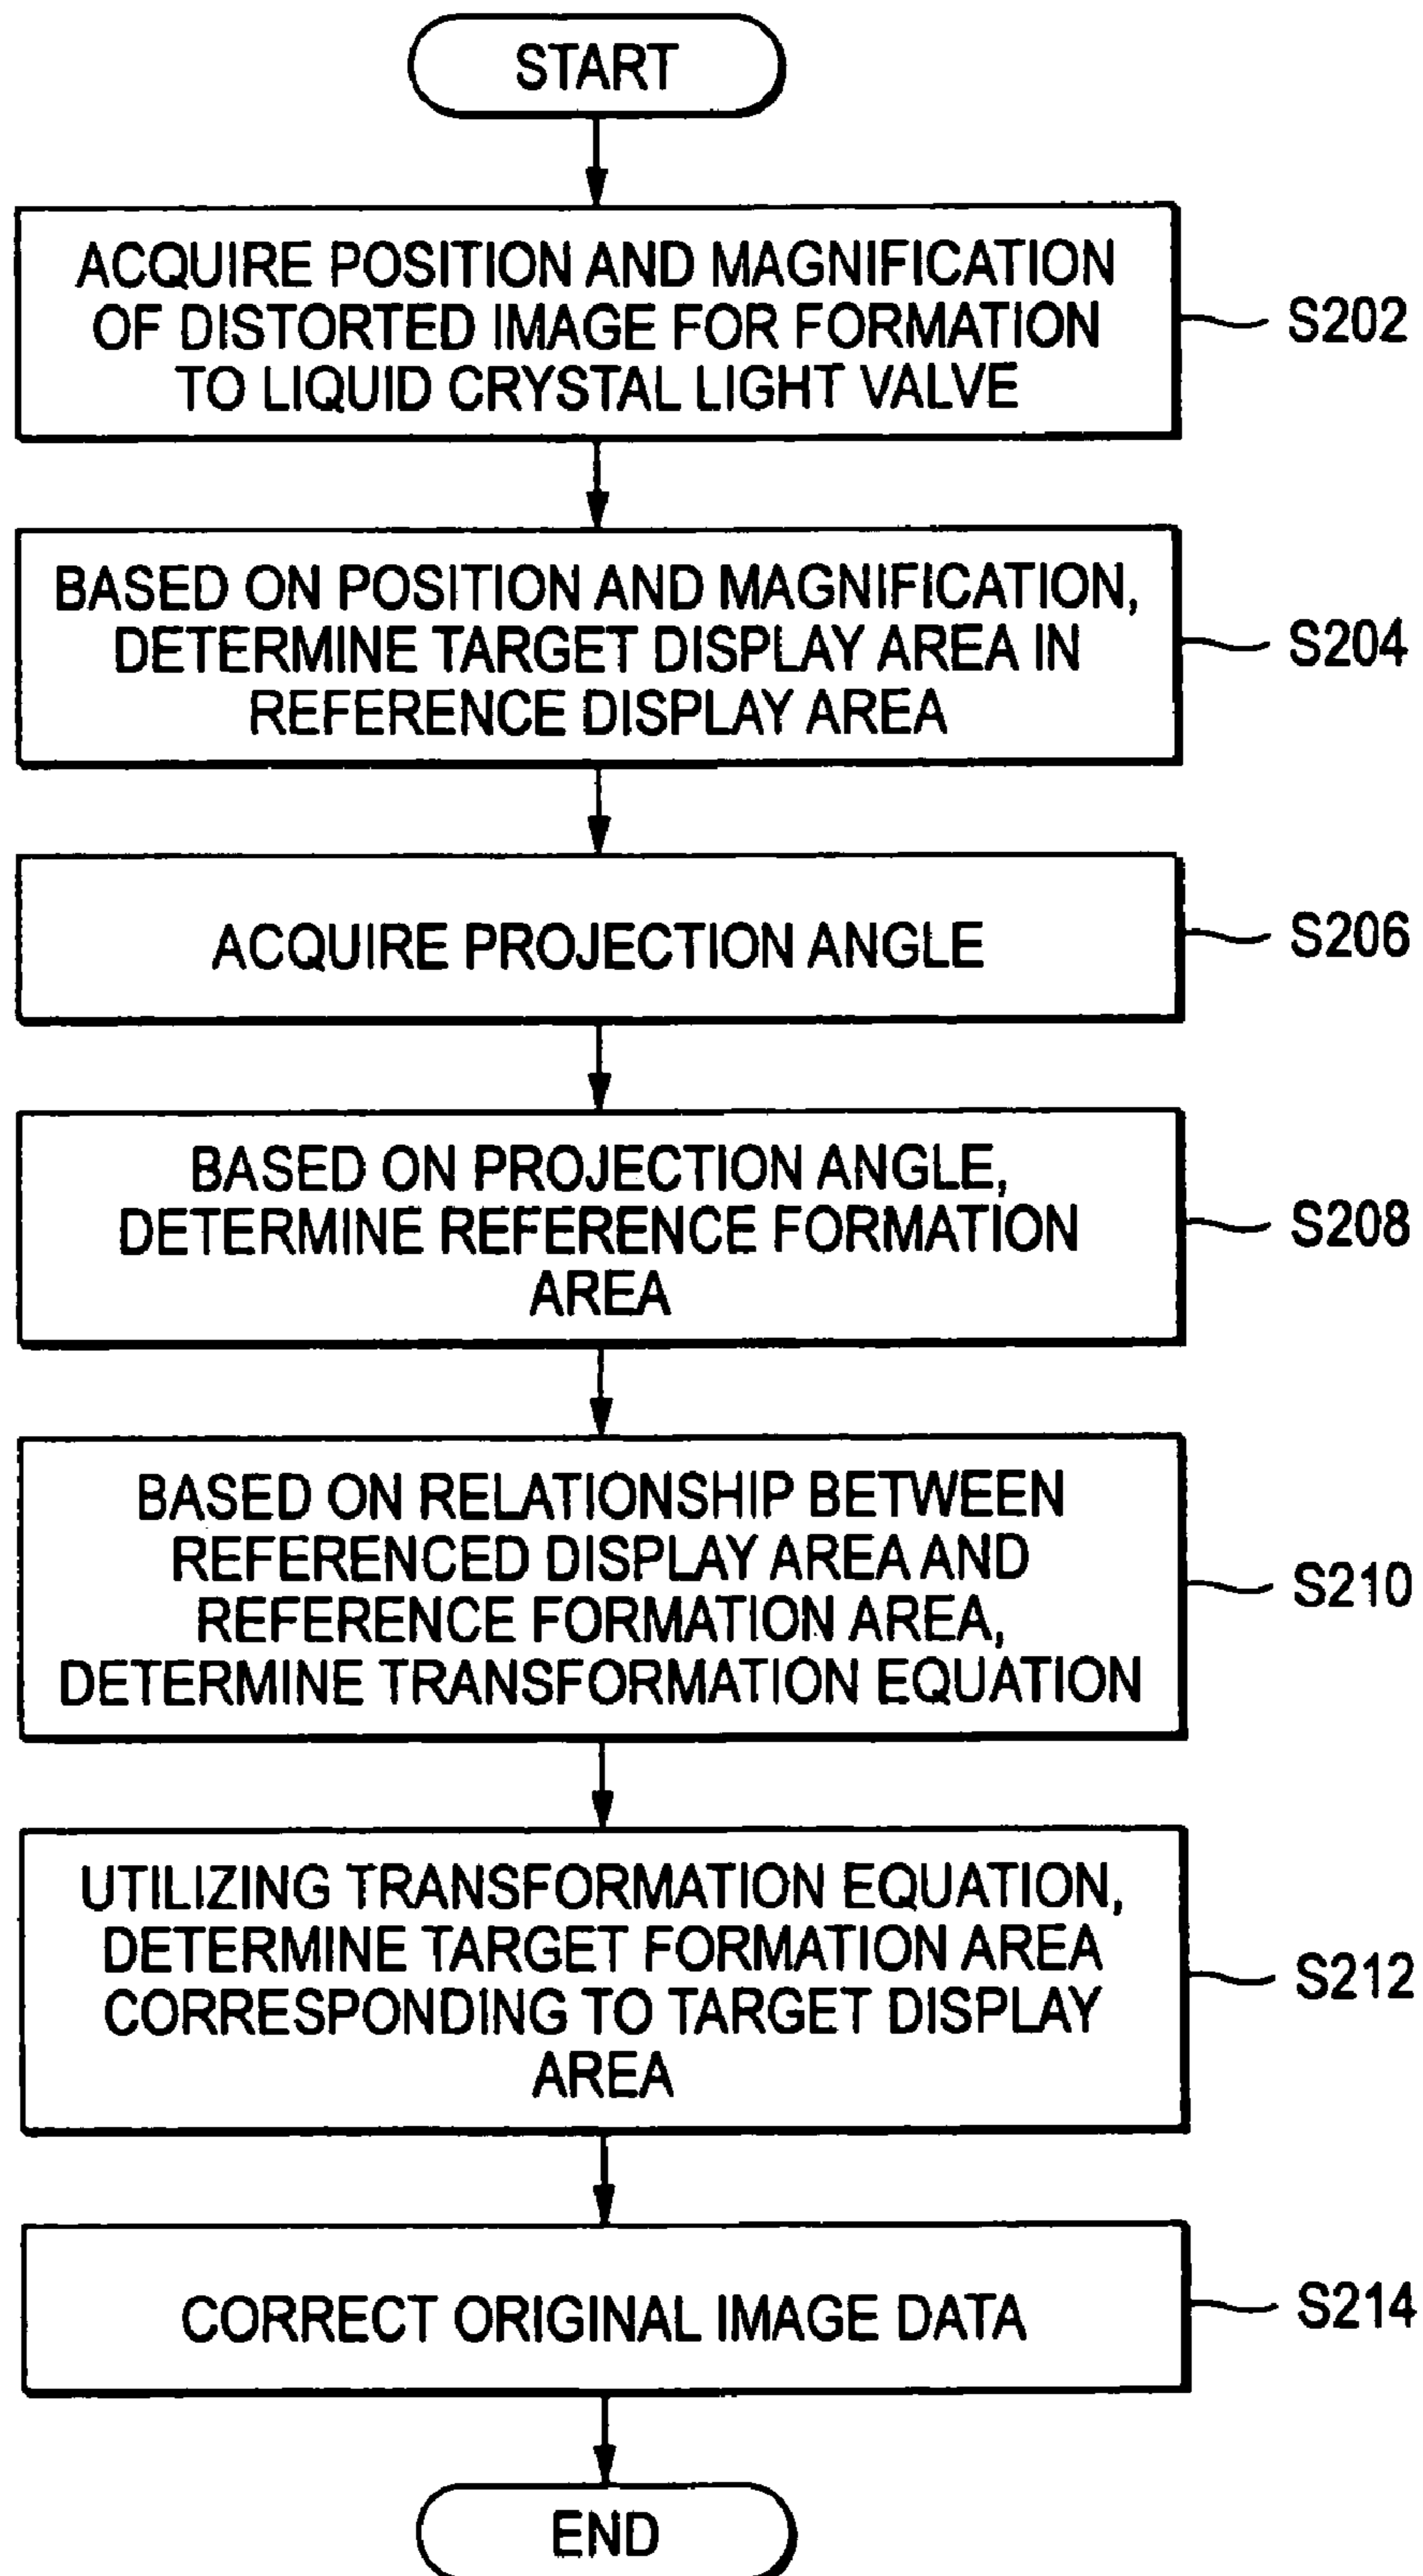 START
ACQUIRE POSITION AND MAGNIFICATION
OF DISTORTED IMAGE FOR FORMATION
TO LIQUID CRYSTAL LIGHT VALVE
S202
BASED ON POSITION AND MAGNIFICATION,
DETERMINE TARGET DISPLAY AREA IN
REFERENCE DISPLAY AREA
S204
ACQUIRE PROJECTION ANGLE
S206
BASED ON PROJECTION ANGLE,
DETERMINE REFERENCE FORMATION
AREA
S208
BASED ON RELATIONSHIP BETWEEN
REFERENCED DISPLAY AREA AND
REFERENCE FORMATION AREA,
DETERMINE TRANSFORMATION EQUATION
S210
UTILIZING TRANSFORMATION EQUATION,
DETERMINE TARGET FORMATION AREA
CORRESPONDING TO TARGET DISPLAY
AREA
S212
CORRECT ORIGINAL IMAGE DATA
S214
END